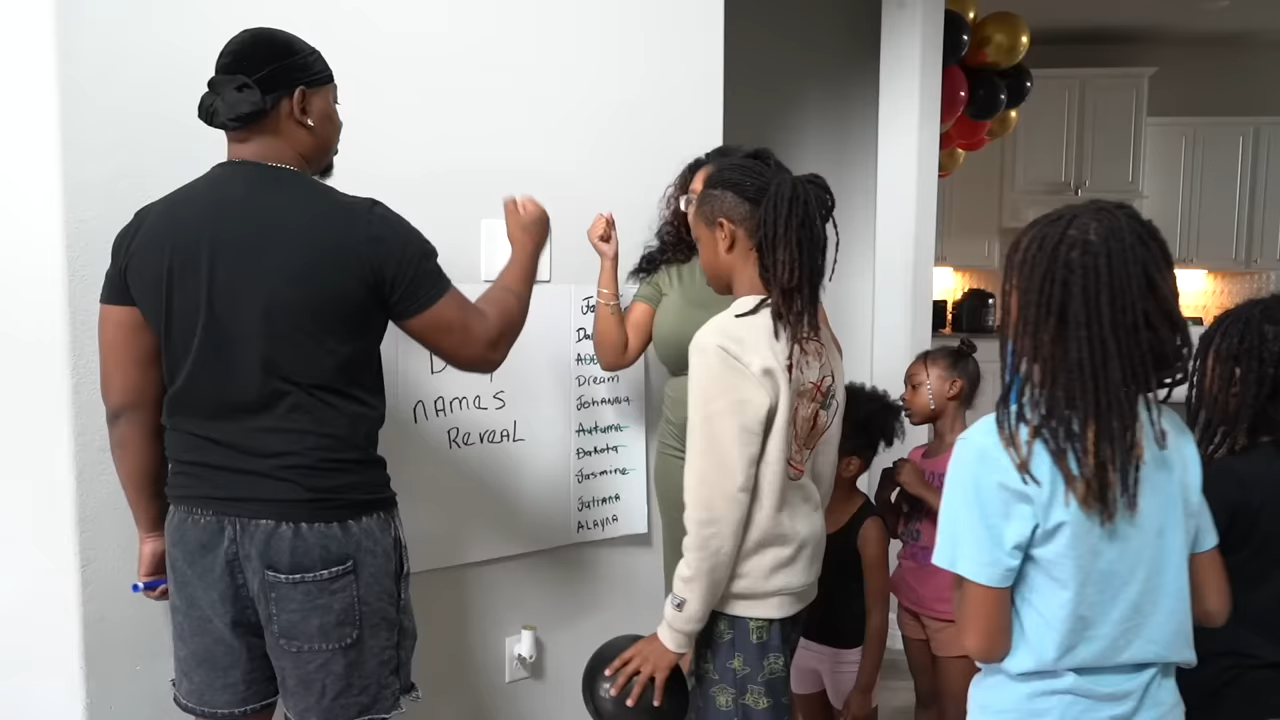 NAMES
REVEAL
Dream
JOHANNA
Autumn
Dakota
Jasmine
Juliana
ALAYNA